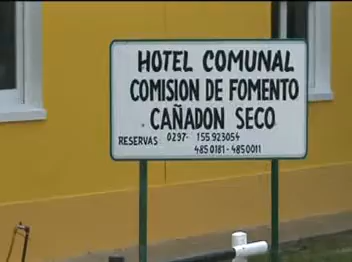 HOTEL COMUNAL
COMISION DE FOMENTO
CAÑADON SECO
RESERVAS 0297- 155923054
4850181-4850011